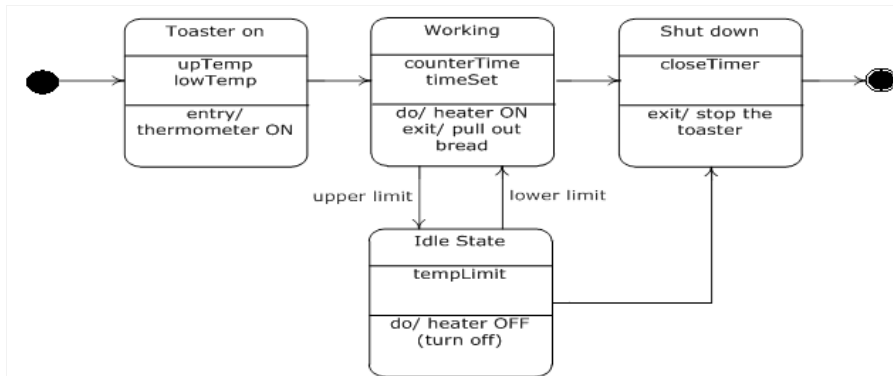 Toaster on
upTemp
lowTemp
entry/
thermometer ON
Working
counterTime
timeSet
do/ heater ON
exit/ pull out
bread
Shut down
closeTimer
exit/ stop the
toaster
upper limit
lower limit
Idle State
tempLimit
do/ heater OFF
(turn off)